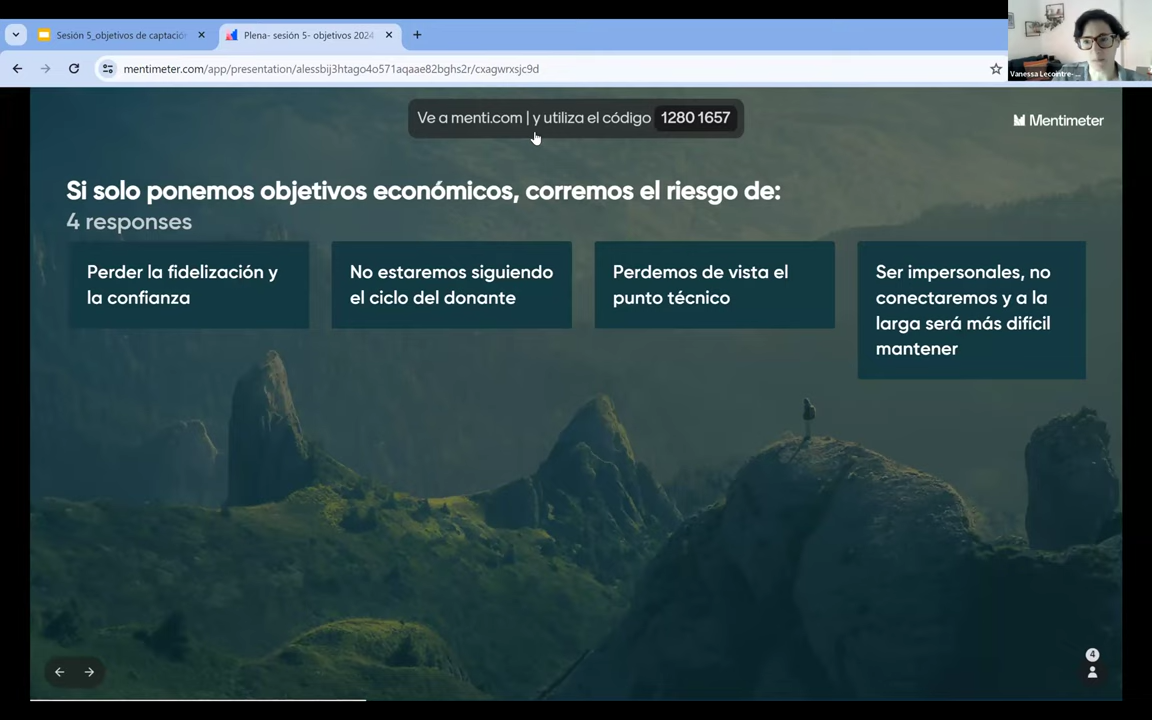 Sesión 5_objetivos de captació
Plena- sesión 5- objetivos 2024
mentimeter.com/app/presentation/alessbij3htago4o571aqaae82bghs2r/cxagwrxsjc9d
Vanessa Lecointre-...
Ve a menti.com | y utiliza el código 1280 1657
Mentimeter
Si solo ponemos objetivos económicos, corremos el riesgo de:
4 responses
Perder la fidelización y
la confianza
No estaremos siguiendo
el ciclo del donante
Perdemos de vista el
punto técnico
Ser impersonales, no
conectaremos y a la
larga será más difícil
mantener
4